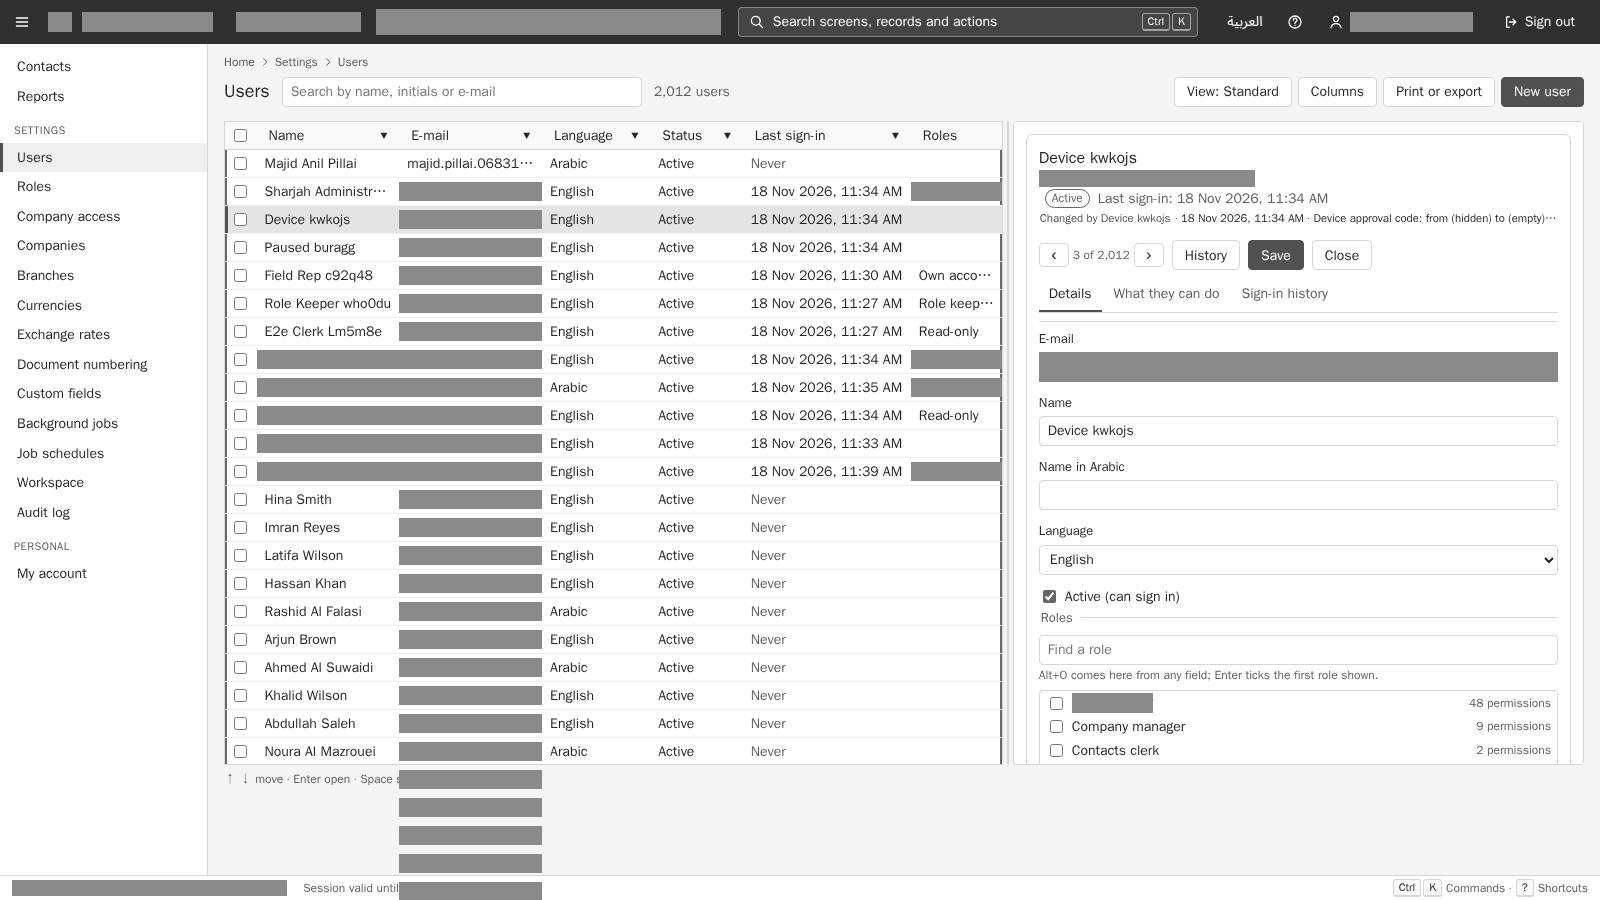 Search screens, records and actions Ctrl K العربية Sign out
Contacts
Reports
SETTINGS
Users
Roles
Company access
Companies
Branches
Currencies
Exchange rates
Document numbering
Custom fields
Background jobs
Job schedules
Workspace
Audit log
PERSONAL
My account
Home > Settings > Users
Users Search by name, initials or e-mail 2,012 users View: Standard Columns Print or export New user
Name ▼ E-mail ▼ Language ▼ Status ▼ Last sign-in ▼ Roles
Majid Anil Pillai majid.pillai.06831··· Arabic Active Never
Sharjah Administr··· English Active 18 Nov 2026, 11:34 AM
Device kwkojs English Active 18 Nov 2026, 11:34 AM
Paused buragg English Active 18 Nov 2026, 11:34 AM
Field Rep c92q48 English Active 18 Nov 2026, 11:30 AM Own acco···
Role Keeper who0du English Active 18 Nov 2026, 11:27 AM Role keep···
E2e Clerk Lm5m8e English Active 18 Nov 2026, 11:27 AM Read-only
English Active 18 Nov 2026, 11:34 AM
Arabic Active 18 Nov 2026, 11:35 AM
English Active 18 Nov 2026, 11:34 AM Read-only
English Active 18 Nov 2026, 11:33 AM
English Active 18 Nov 2026, 11:39 AM
Hina Smith English Active Never
Imran Reyes English Active Never
Latifa Wilson English Active Never
Hassan Khan English Active Never
Rashid Al Falasi Arabic Active Never
Arjun Brown English Active Never
Ahmed Al Suwaidi Arabic Active Never
Khalid Wilson English Active Never
Abdullah Saleh English Active Never
Noura Al Mazrouei Arabic Active Never
↑ ↓ move · Enter open · Space
Device kwkojs
Active Last sign-in: 18 Nov 2026, 11:34 AM
Changed by Device kwkojs · 18 Nov 2026, 11:34 AM · Device approval code: from (hidden) to (empty)···
‹ 3 of 2,012 › History Save Close
Details What they can do Sign-in history
E-mail
Name
Device kwkojs
Name in Arabic
Language
English
Active (can sign in)
Roles
Find a role
Alt+O comes here from any field; Enter ticks the first role shown.
48 permissions
Company manager 9 permissions
Contacts clerk 2 permissions
Session valid until
Ctrl K Commands · ? Shortcuts